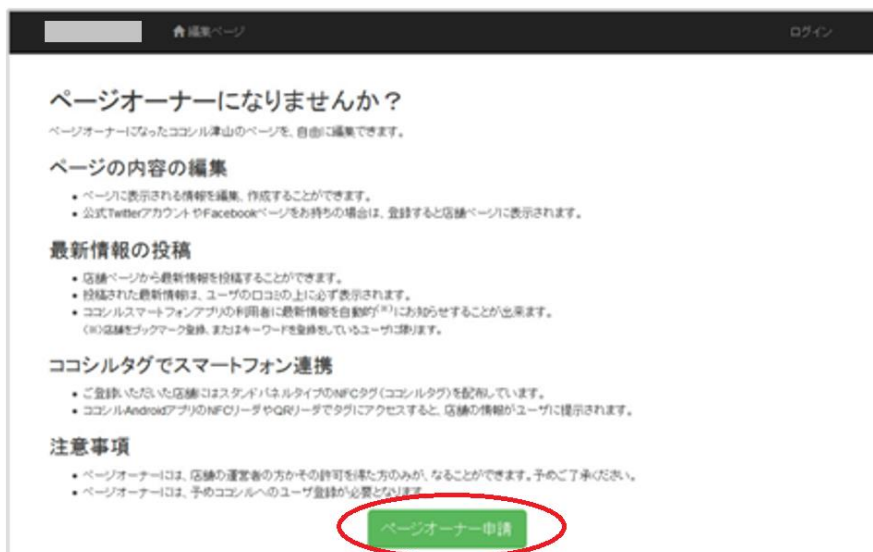 編集ページ
ログイン
ページオーナーになりませんか?
ページオーナーになったココシル津山のページを、自由に編集できます。
ページの内容の編集
• ページに表示される情報を編集、作成することができます。
• 公式TwitterアカウントやFacebookページをお持ちの場合は、登録すると店舗ページに表示されます。
最新情報の投稿
• 店舗ページから最新情報を投稿することができます。
• 投稿された最新情報は、ユーザの口コミの上に必ず表示されます。
• ココシルスマートフォンアプリの利用者に最新情報を自動的(※)にお知らせすることが出来ます。
(※)店舗をブックマーク登録、またはキーワードを登録をしているユーザに限ります。
ココシルタグでスマートフォン連携
• ご登録いただいた店舗にはスタンドパネルタイプのNFCタグ(ココシルタグ)を配布しています。
• ココシルAndroidアプリのNFCリーダやQRリーダでタグにアクセスすると、店舗の情報がユーザに提示されます。
注意事項
• ページオーナーには、店舗の運営者の方かその許可を得た方のみが、なることができます。予めご了承ください。
• ページオーナーには、予めココシルへのユーザ登録が必要となります
ページオーナー申請